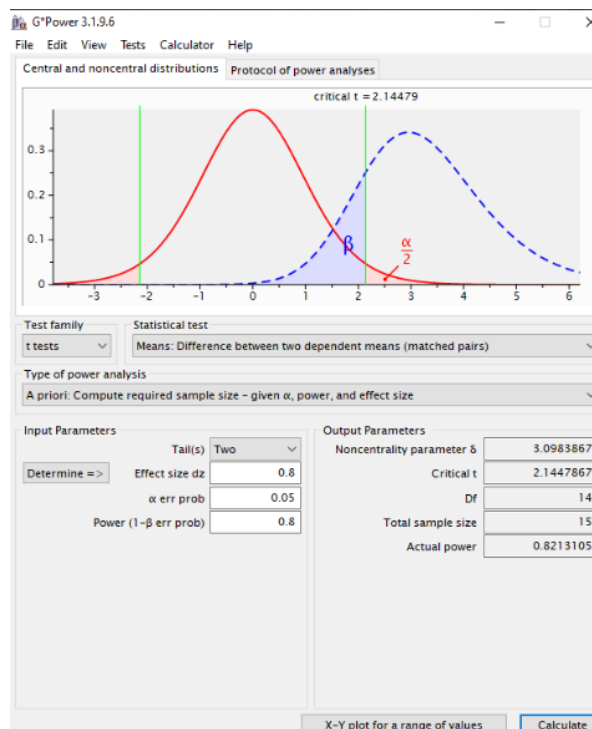 G*Power 3.1.9.6
File Edit View Tests Calculator Help
Central and noncentral distributions Protocol of power analyses
critical t = 2.14479
0.3
0.2
0.1
0
β
α
2
-3 -2 -1 0 1 2 3 4 5 6
Test family Statistical test
t tests Means: Difference between two dependent means (matched pairs)
Type of power analysis
A priori: Compute required sample size – given α, power, and effect size
Input Parameters Output Parameters
Tail(s) Two Noncentrality parameter δ 3.0983867
Determine => Effect size dz 0.8 Critical t 2.1447867
α err prob 0.05 Df 14
Power (1-β err prob) 0.8 Total sample size 15
Actual power 0.8213105
X-Y plot for a range of values Calculate